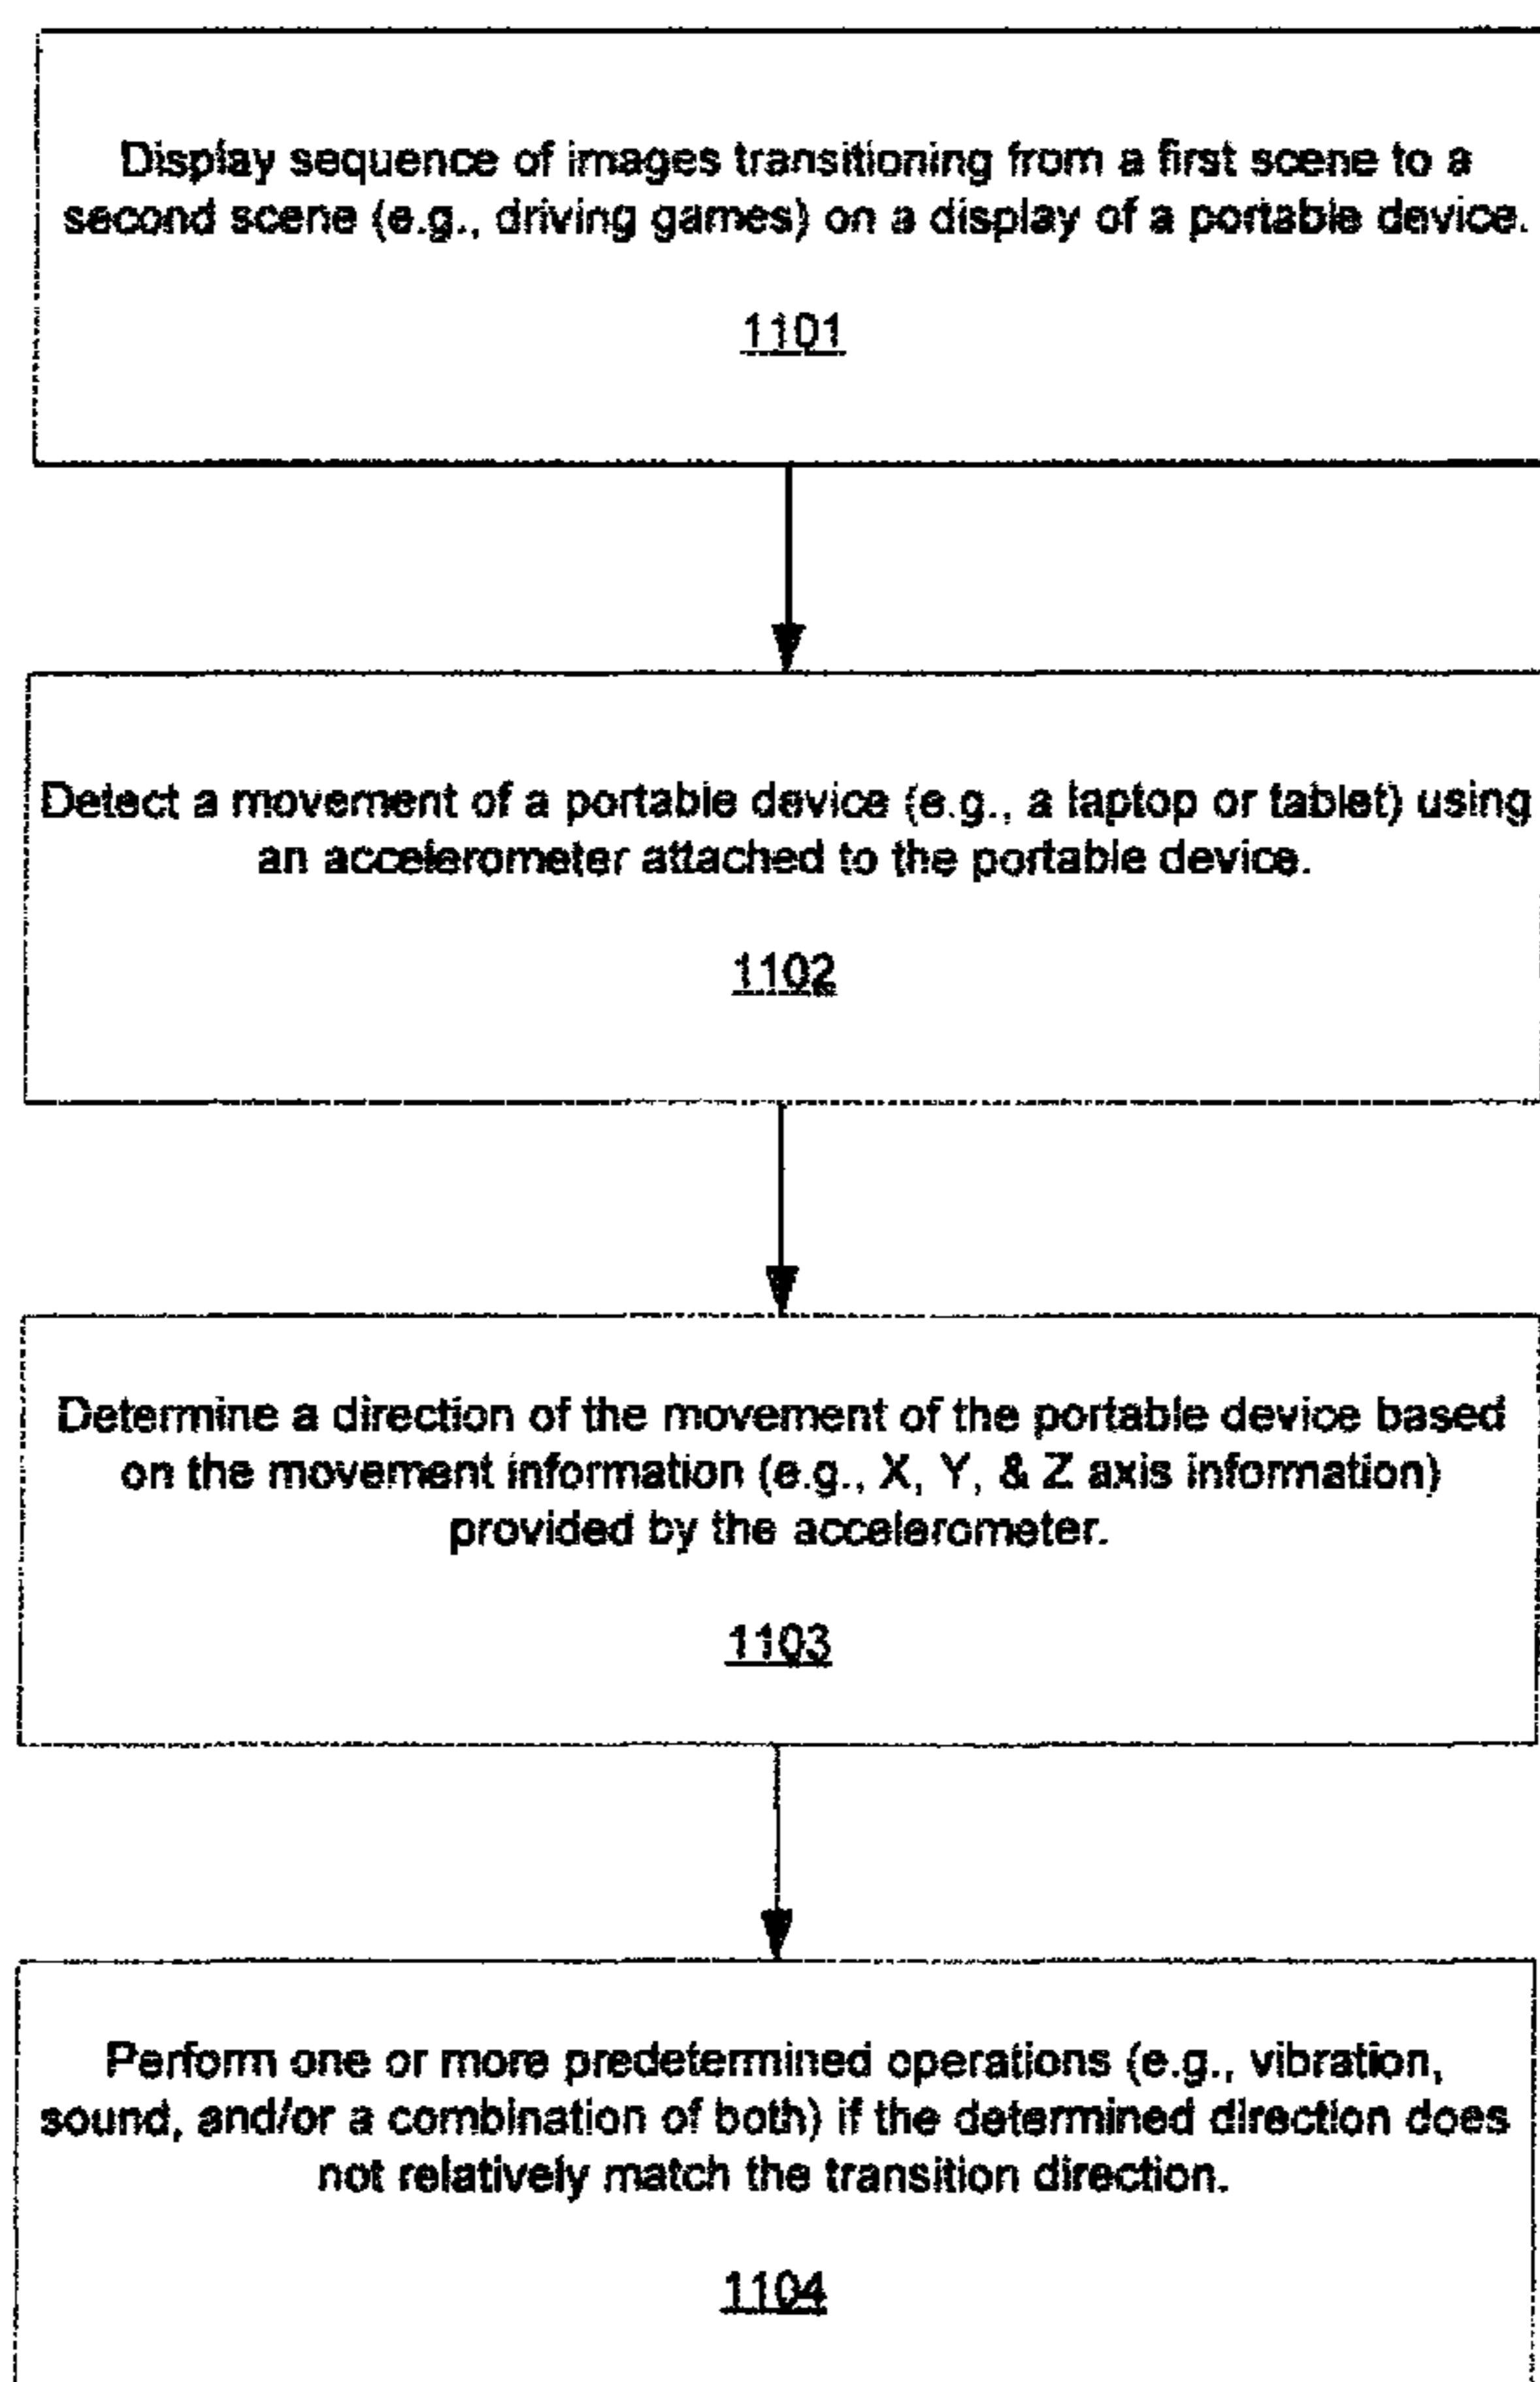 Display sequence of images transitioning from a first scene to a
second scene (e.g., driving games) on a display of a portable device.
1101
Detect a movement of a portable device (e.g., a laptop or tablet) using
an accelerometer attached to the portable device.
1102
Determine a direction of the movement of the portable device based
on the movement information (e.g., X, Y, & Z axis information)
provided by the accelerometer.
1103
Perform one or more predetermined operations (e.g., vibration,
sound, and/or a combination of both) if the determined direction does
not relatively match the transition direction.
1104